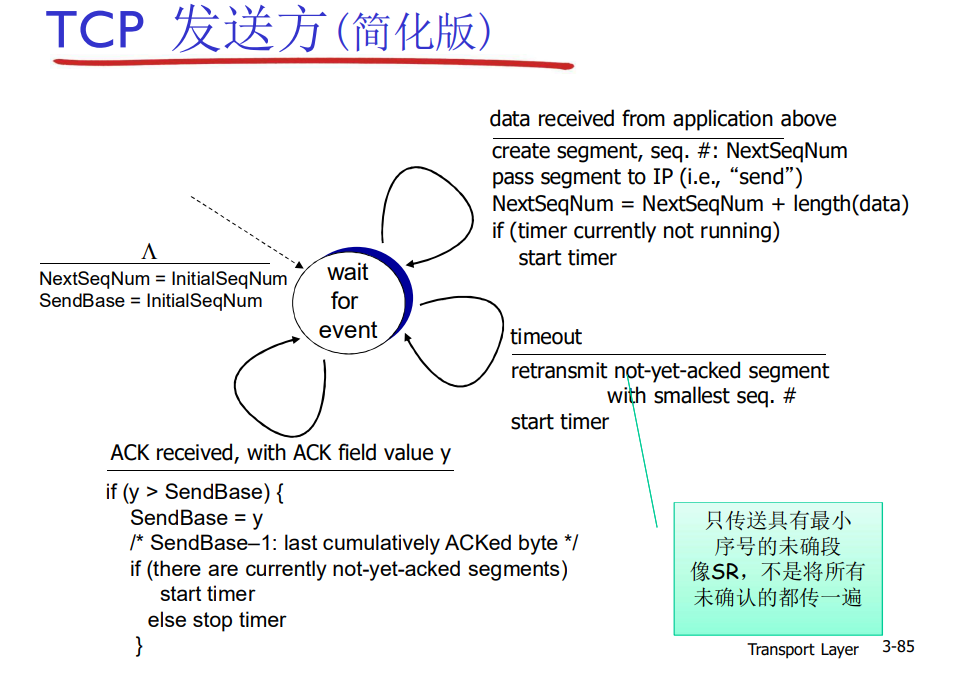 TCP 发送方(简化版)
data received from application above
create segment, seq. #: NextSeqNum
pass segment to IP (i.e., “send”)
NextSeqNum = NextSeqNum + length(data)
if (timer currently not running)
start timer
Λ
NextSeqNum = InitialSeqNum
SendBase = InitialSeqNum
wait
for
event
timeout
retransmit not-yet-acked segment
with smallest seq. #
start timer
ACK received, with ACK field value y
if (y > SendBase) {
SendBase = y
/* SendBase–1: last cumulatively ACKed byte */
if (there are currently not-yet-acked segments)
start timer
else stop timer
}
只传送具有最小
序号的未确段
像SR，不是将所有
未确认的都传一遍
Transport Layer 3-85